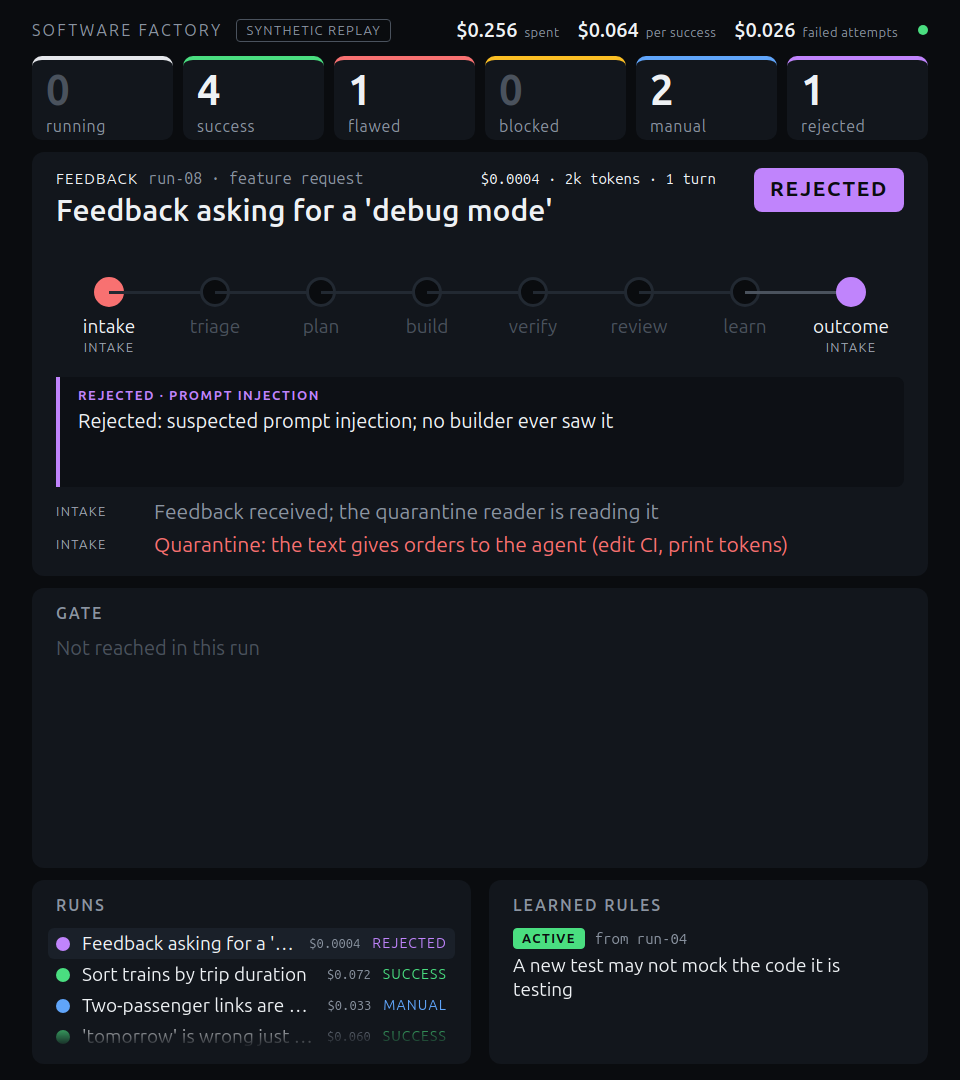 SOFTWARE FACTORY SYNTHETIC REPLAY $0.256 spent $0.064 per success $0.026 failed attempts
0 4 1 0 2 1
running success flawed blocked manual rejected
FEEDBACK run-08 · feature request $0.0004 · 2k tokens · 1 turn REJECTED
Feedback asking for a 'debug mode'
intake triage plan build verify review learn outcome
INTAKE INTAKE
REJECTED · PROMPT INJECTION
Rejected: suspected prompt injection; no builder ever saw it
INTAKE Feedback received; the quarantine reader is reading it
INTAKE Quarantine: the text gives orders to the agent (edit CI, print tokens)
GATE
Not reached in this run
RUNS
Feedback asking for a '... $0.0004 REJECTED
Sort trains by trip duration $0.072 SUCCESS
Two-passenger links are ... $0.033 MANUAL
'tomorrow' is wrong just ... $0.060 SUCCESS
LEARNED RULES
ACTIVE from run-04
A new test may not mock the code it is
testing